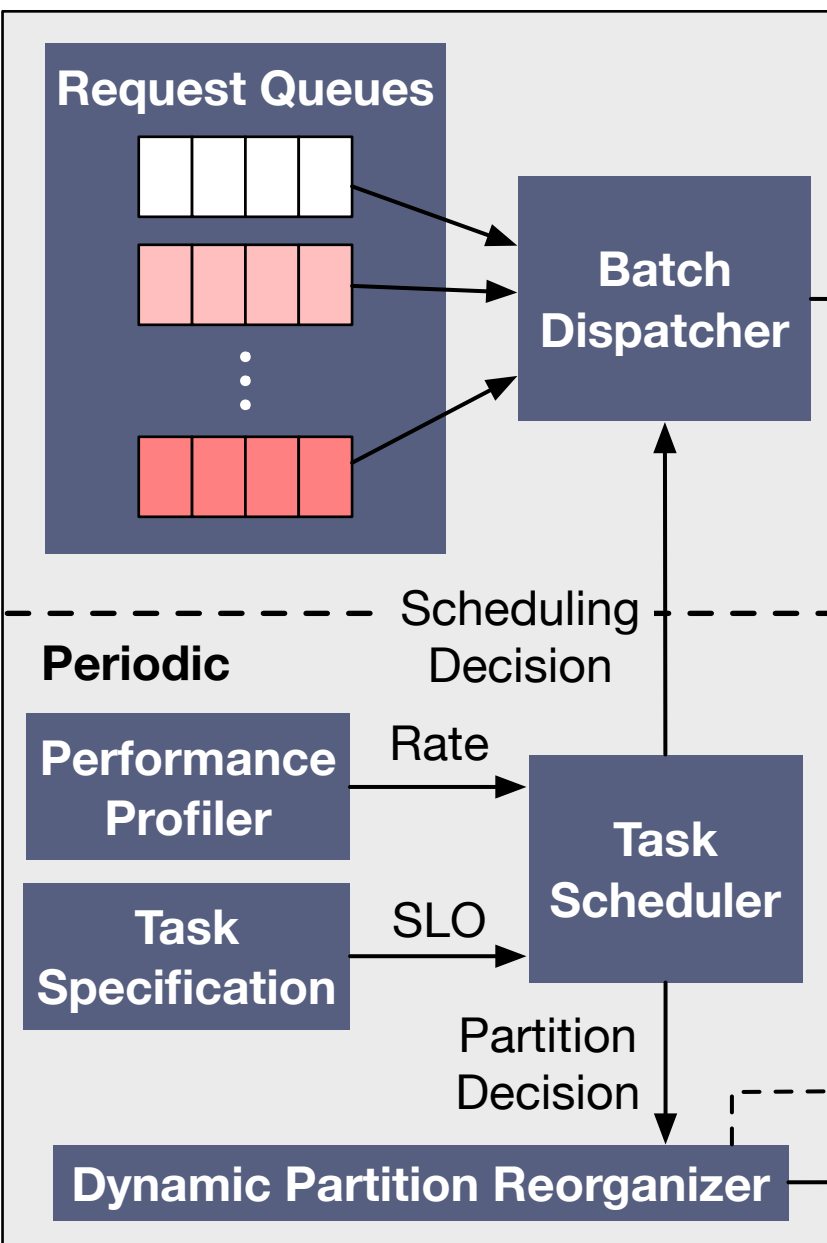 Request Queues
Batch
Dispatcher
Scheduling
Decision
Periodic
Performance
Profiler
Rate
Task
Scheduler
Task
Specification
SLO
Partition
Decision
Dynamic Partition Reorganizer